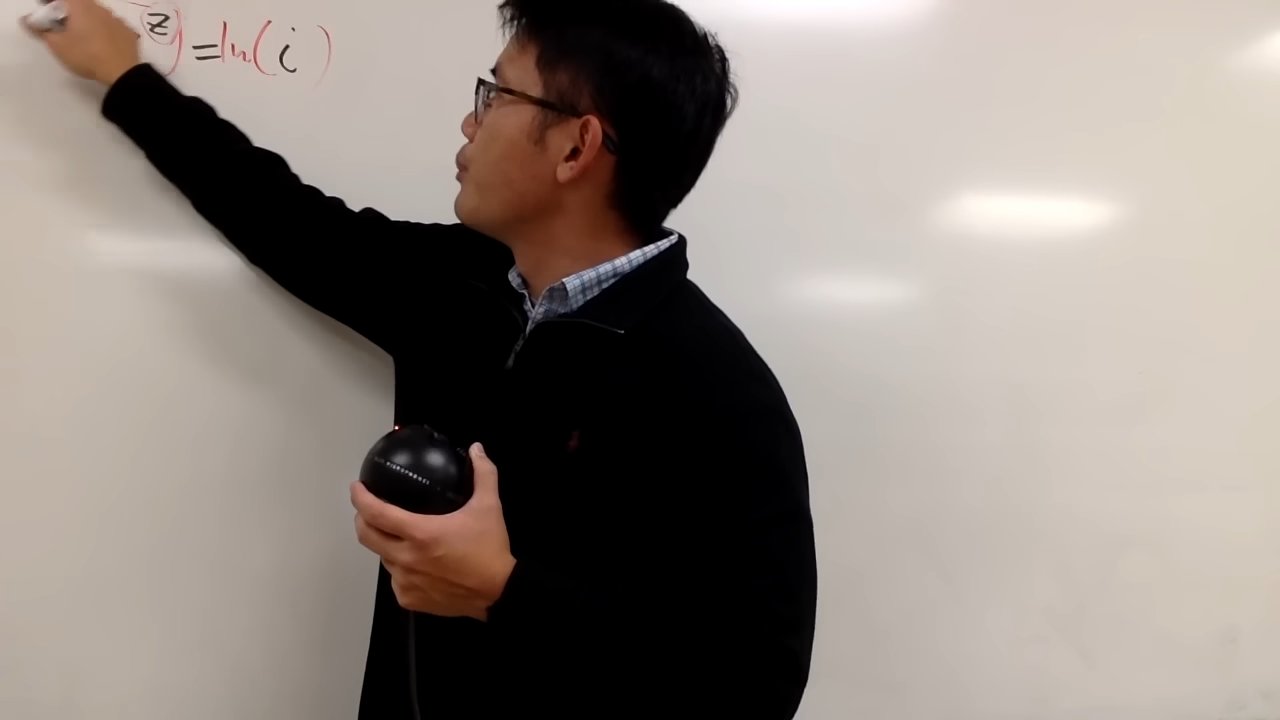 z) = ln(i)